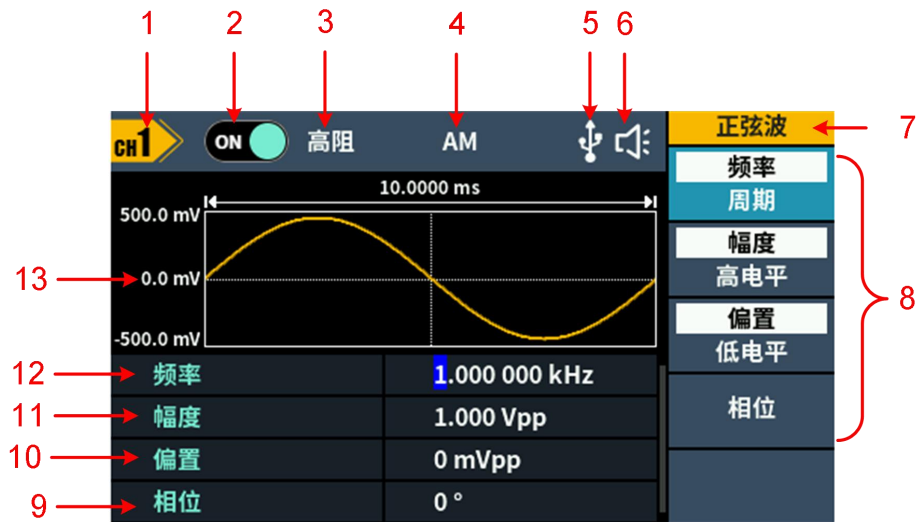 1 2 3 4 5 6
CH1 ON 高阻 AM 正弦波 7
10.0000 ms
500.0 mV
13 0.0 mV
-500.0 mV
频率
周期
幅度
高电平
偏置
低电平
相位
8
12 频率 1.000 000 kHz
11 幅度 1.000 Vpp
10 偏置 0 mVpp
9 相位 0 °